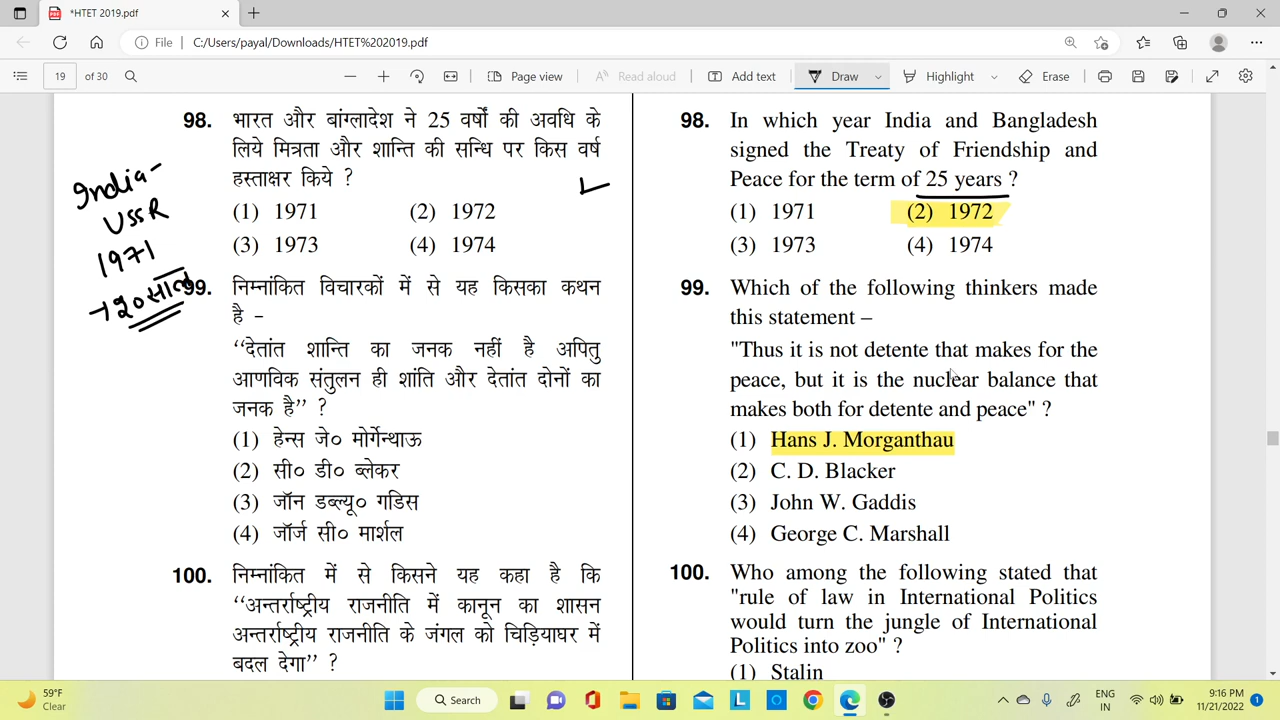 *HTET 2019.pdf
File
C:/Users/payal/Downloads/HTET%202019.pdf
19 of 30
Page view
Read aloud
Add text
Draw
Highlight
Erase
98. भारत और बांग्लादेश ने 25 वर्षों की अवधि के
लिये मित्रता और शान्ति की सन्धि पर किस वर्ष
हस्ताक्षर किये ?
(1) 1971 (2) 1972
(3) 1973 (4) 1974
India-
USSR
1971
→ 20 साल
99. निम्नांकित विचारकों में से यह किसका कथन
है –
‘‘देतांत शान्ति का जनक नहीं है अपितु
आणविक संतुलन ही शांति और देतांत दोनों का
जनक है’’ ?
(1) हेन्स जे० मोर्गेन्थाऊ
(2) सी० डी० ब्लेकर
(3) जॉन डब्ल्यू० गडिस
(4) जॉर्ज सी० मार्शल
100. निम्नांकित में से किसने यह कहा है कि
‘‘अन्तर्राष्ट्रीय राजनीति में कानून का शासन
अन्तर्राष्ट्रीय राजनीति के जंगल को चिड़ियाघर में
बदल देगा’’ ?
98. In which year India and Bangladesh
signed the Treaty of Friendship and
Peace for the term of 25 years ?
(1) 1971 (2) 1972
(3) 1973 (4) 1974
99. Which of the following thinkers made
this statement –
"Thus it is not detente that makes for the
peace, but it is the nuclear balance that
makes both for detente and peace" ?
(1) Hans J. Morganthau
(2) C. D. Blacker
(3) John W. Gaddis
(4) George C. Marshall
100. Who among the following stated that
"rule of law in International Politics
would turn the jungle of International
Politics into zoo" ?
(1) Stalin
59°F
Clear
Search
ENG
IN
9:16 PM
11/21/2022